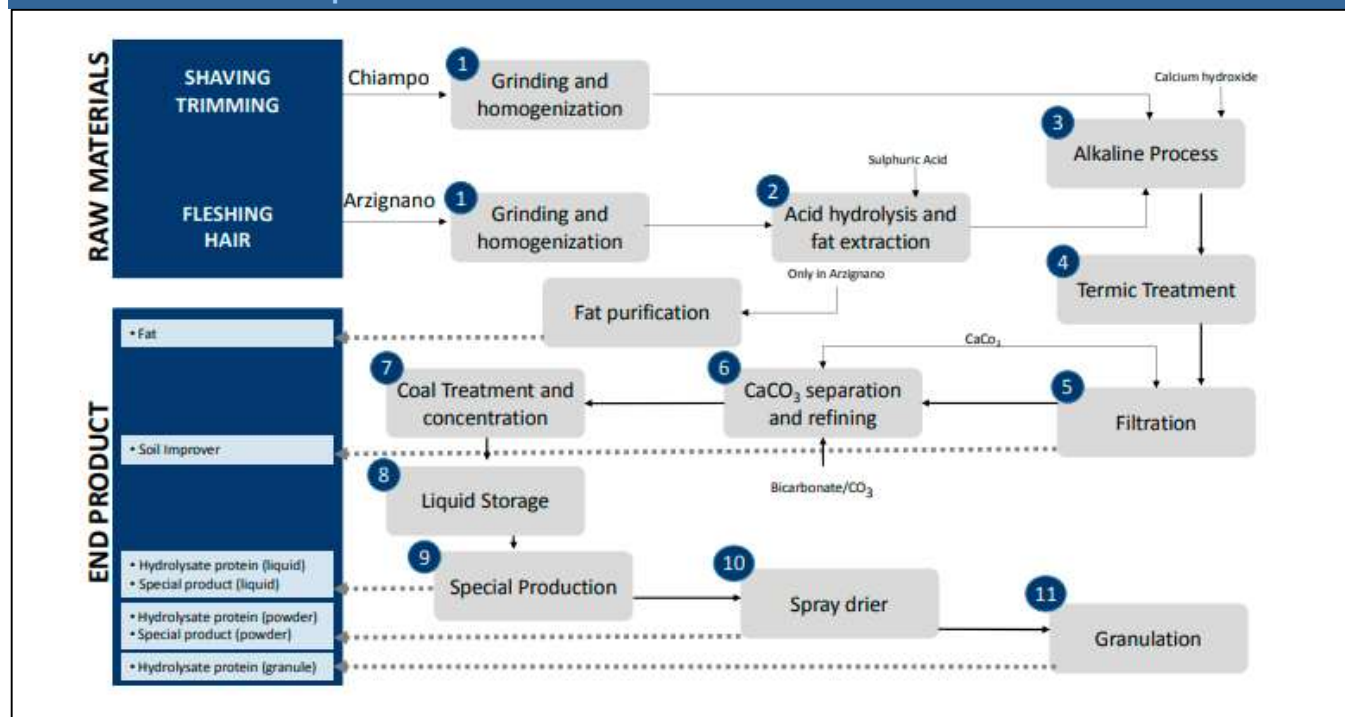 RAW MATERIALS
SHAVING
TRIMMING
FLESHING
HAIR
Chiampo
1
Grinding and
homogenization
Calcium hydroxide
3
Alkaline Process
Arzignano
1
Grinding and
homogenization
Sulphuric Acid
2
Acid hydrolysis and
fat extraction
Only in Arzignano
Fat purification
4
Termic Treatment
END PRODUCT
• Fat
CaCo3
7
Coal Treatment and
concentration
6
CaCO3 separation
and refining
5
Filtration
• Soil Improver
Bicarbonate/CO3
8
Liquid Storage
9
Special Production
• Hydrolysate protein (liquid)
• Special product (liquid)
10
Spray drier
• Hydrolysate protein (powder)
• Special product (powder)
11
Granulation
• Hydrolysate protein (granule)